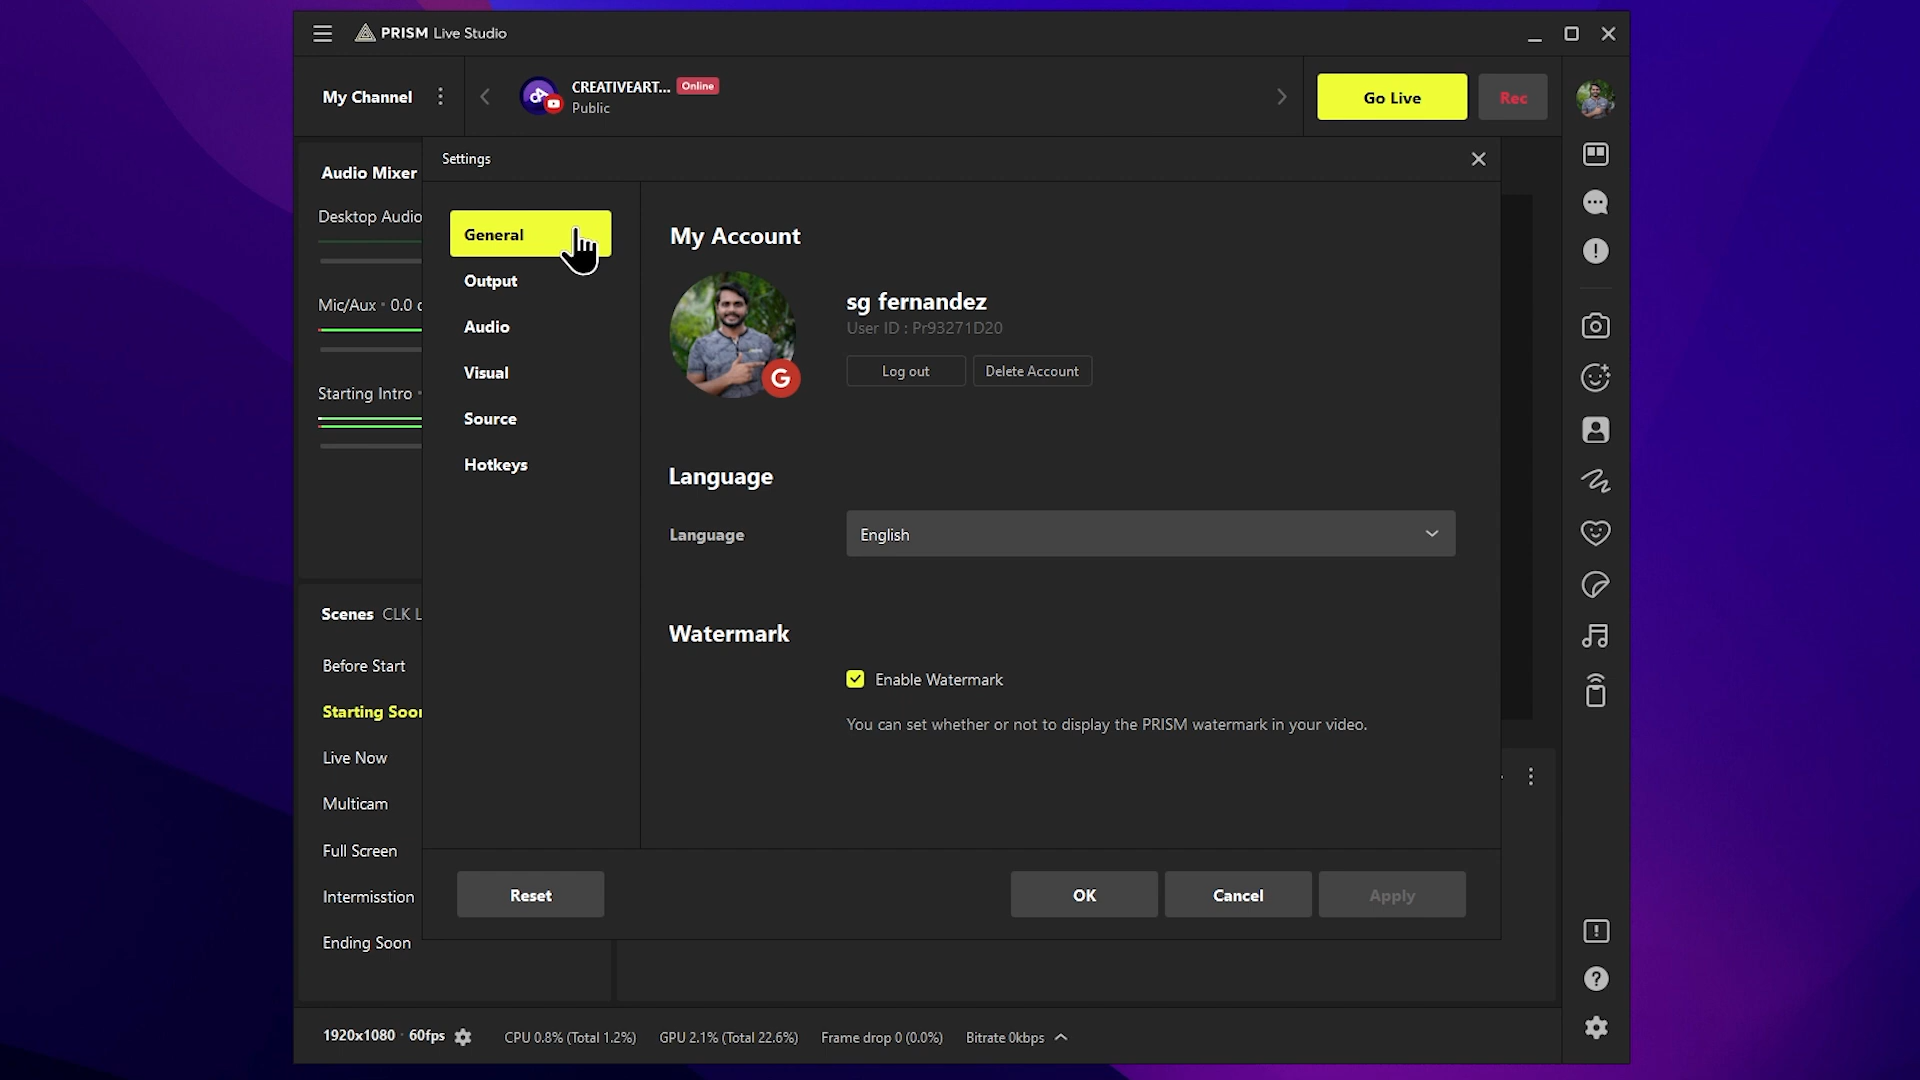 PRISM Live Studio
My Channel
CREATIVEART... Online
Public
Go Live
Rec
Settings
Audio Mixer
Desktop Audio
Mic/Aux • 0.0
Starting Intro
General
Output
Audio
Visual
Source
Hotkeys
My Account
sg fernandez
User ID : Pr93271D20
Log out
Delete Account
G
Language
Language
English
Watermark
Enable Watermark
You can set whether or not to display the PRISM watermark in your video.
Scenes CLK L
Before Start
Starting Soon
Live Now
Multicam
Full Screen
Intermisstion
Ending Soon
Reset
OK
Cancel
Apply
1920x1080 · 60fps
CPU 0.8% (Total 1.2%)
GPU 2.1% (Total 22.6%)
Frame drop 0 (0.0%)
Bitrate 0kbps